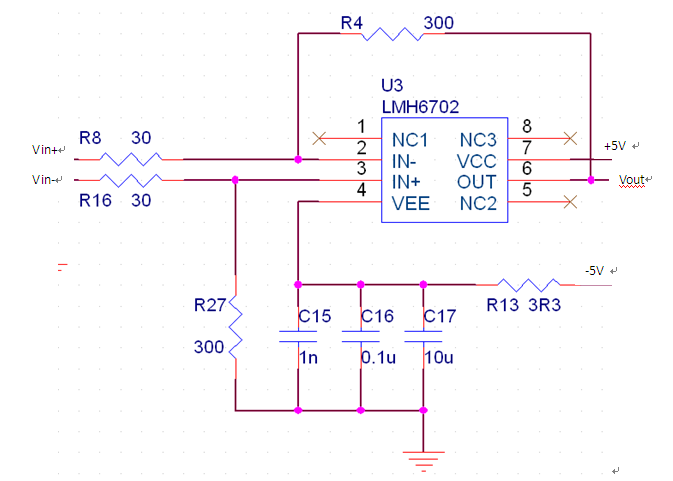 R4 300
U3
LMH6702
R8 30
Vin+
1 NC1 NC3 8
2 IN- VCC 7 +5V
3 IN+ OUT 6
4 VEE NC2 5
Vin-
Vout
R16 30
-5V
R27 300
C15 1n
C16 0.1u
C17 10u
R13 3R3